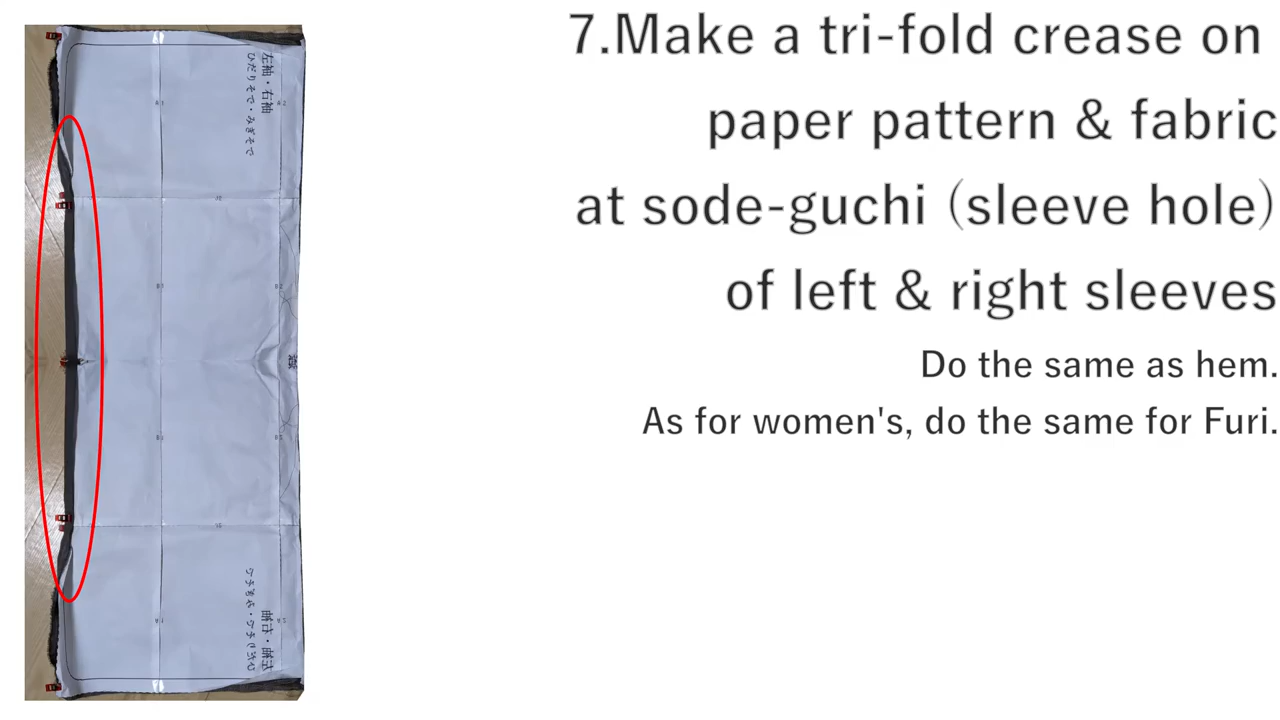 7.Make a tri-fold crease on
paper pattern & fabric
at sode-guchi (sleeve hole)
of left & right sleeves
Do the same as hem.
As for women's, do the same for Furi.
左袖・右袖
ひだりそで・みぎそで